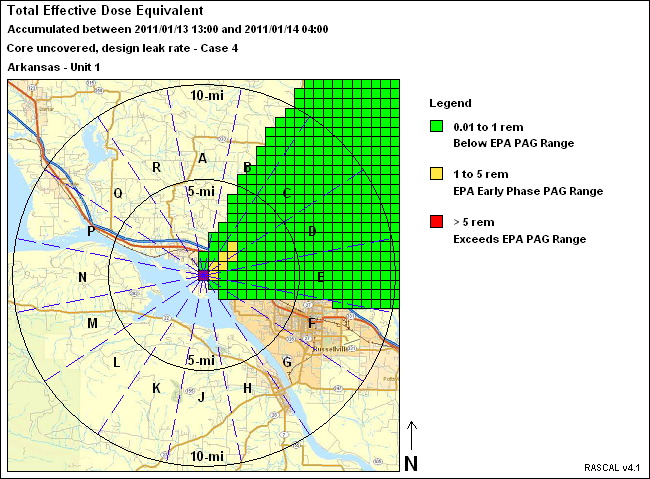 Total Effective Dose Equivalent
Accumulated between 2011/01/13 13:00 and 2011/01/14 04:00
Core uncovered, design leak rate - Case 4
Arkansas - Unit 1
10-mi
R
A
B
Q
5-mi
C
P
D
N
E
M
F
Russellville
L
5-mi
G
K
J
H
10-mi
Legend
0.01 to 1 rem
Below EPA PAG Range
1 to 5 rem
EPA Early Phase PAG Range
> 5 rem
Exceeds EPA PAG Range
N
RASCAL v4.1